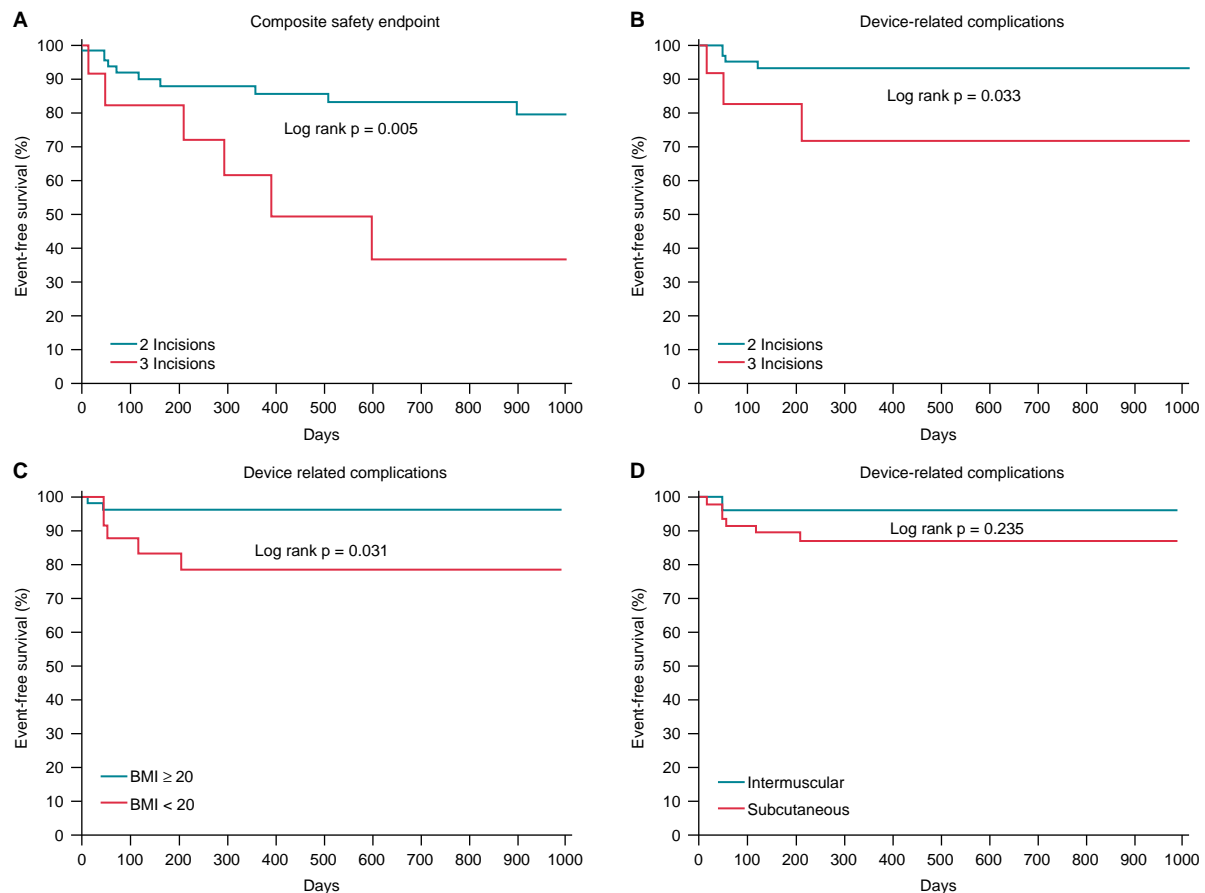 A
Composite safety endpoint
Event-free survival (%)
100
90
80
70
60
50
40
30
20
10
0
Log rank p = 0.005
2 Incisions
3 Incisions
0 100 200 300 400 500 600 700 800 900 1000
Days
B
Device-related complications
Event-free survival (%)
100
90
80
70
60
50
40
30
20
10
0
Log rank p = 0.033
2 Incisions
3 Incisions
0 100 200 300 400 500 600 700 800 900 1000
Days
C
Device related complications
Event-free survival (%)
100
90
80
70
60
50
40
30
20
10
0
Log rank p = 0.031
BMI ≥ 20
BMI < 20
0 100 200 300 400 500 600 700 800 900 1000
Days
D
Device-related complications
Event-free survival (%)
100
90
80
70
60
50
40
30
20
10
0
Log rank p = 0.235
Intermuscular
Subcutaneous
0 100 200 300 400 500 600 700 800 900 1000
Days